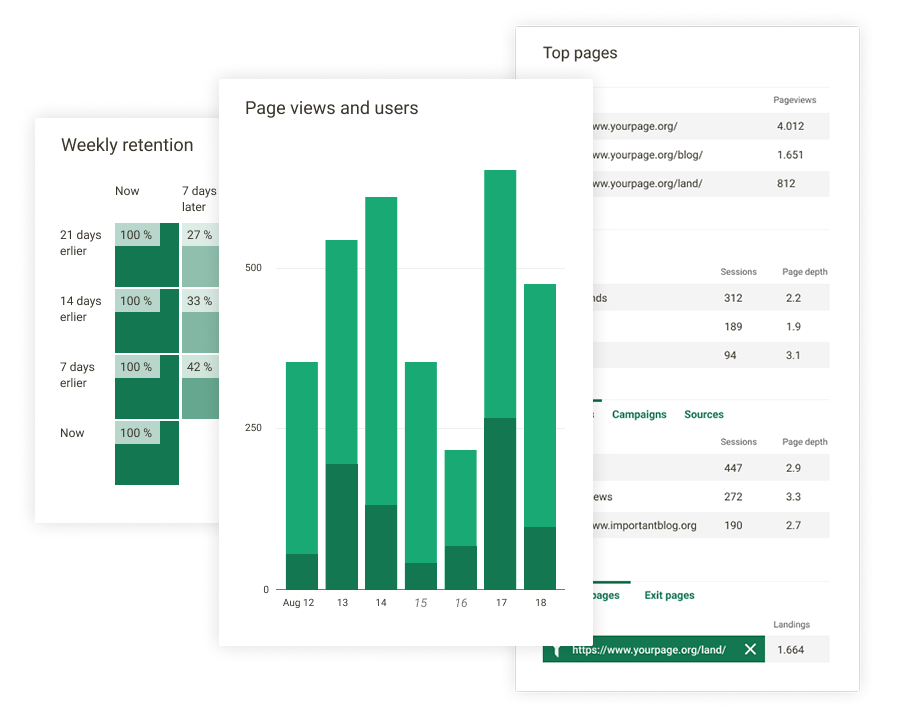 Top pages
Page views and users
Weekly retention
Now
7 days
later
21 days
erlier
100 %
27 %
14 days
erlier
100 %
33 %
7 days
erlier
100 %
42 %
Now
100 %
500
250
0
Aug 12
13
14
15
16
17
18
Pageviews
ww.yourpage.org/
4.012
ww.yourpage.org/blog/
1.651
ww.yourpage.org/land/
812
Sessions
Page depth
nds
312
2.2
189
1.9
94
3.1
s
Campaigns
Sources
Sessions
Page depth
447
2.9
ews
272
3.3
ww.importantblog.org
190
2.7
pages
Exit pages
Landings
https://www.yourpage.org/land/
1.664